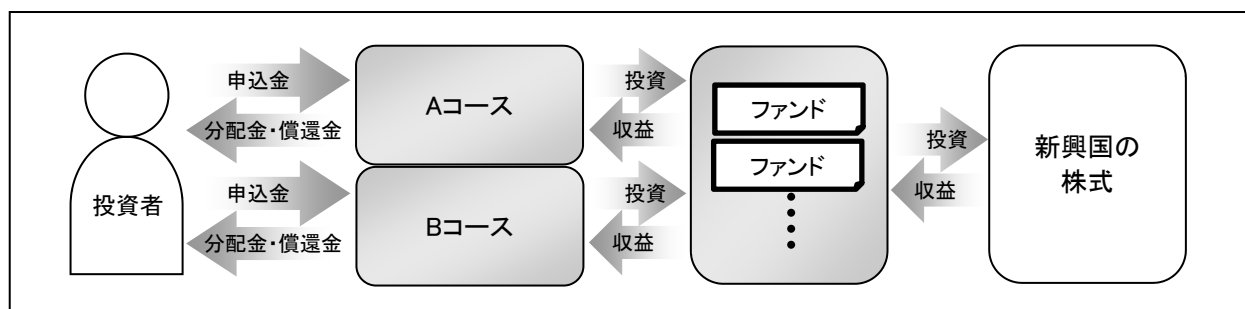 投資者
申込金
分配金・償還金
申込金
分配金・償還金
Aコース
Bコース
投資
収益
投資
収益
ファンド
ファンド
投資
収益
新興国の
株式